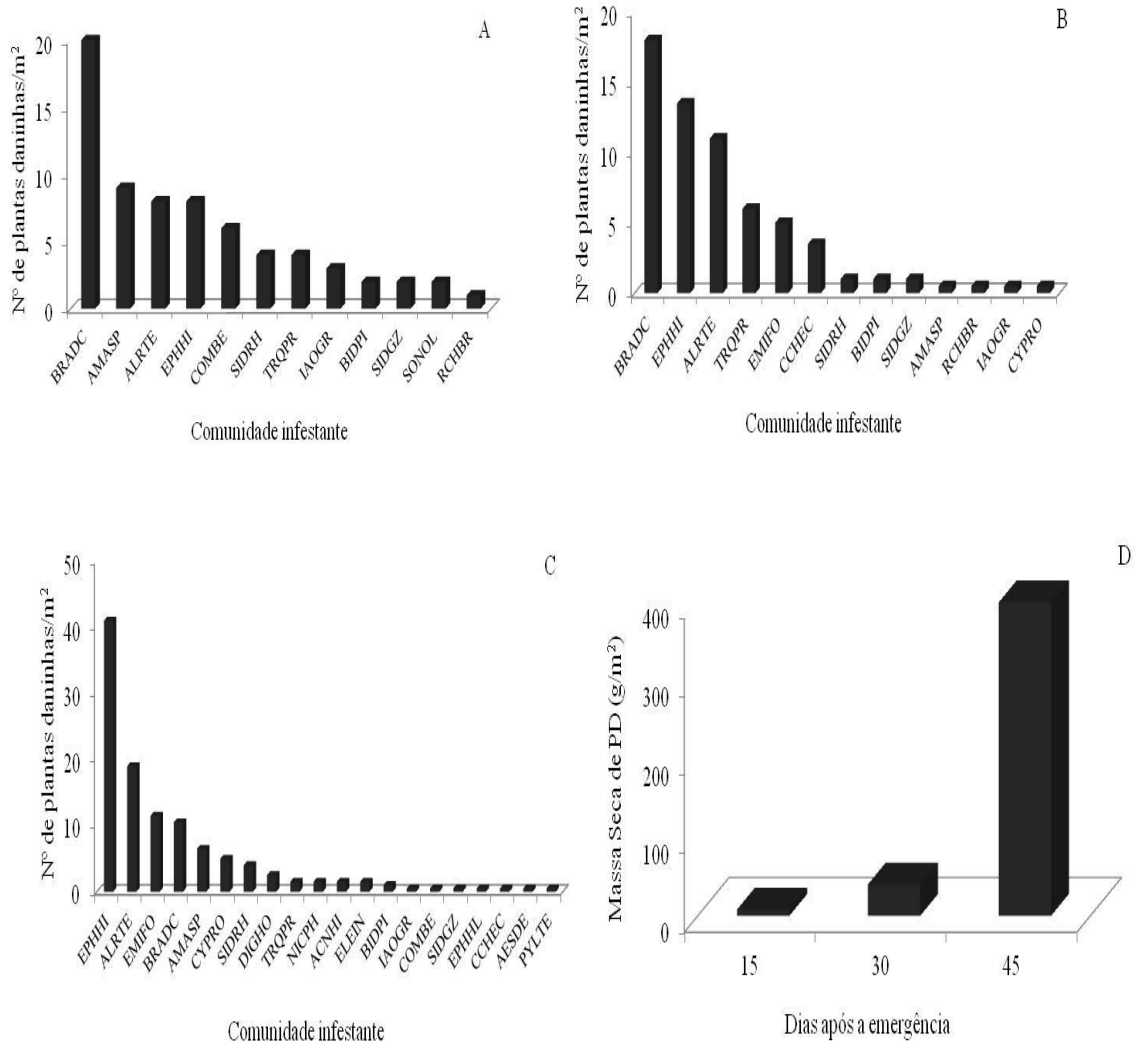 A
Nº de plantas daninhas/m²
20
15
10
5
0
BRADC
AMASP
ALRTE
EPHHI
COMBE
SIDRH
TRQPR
IAOGR
BIDPI
SIDGZ
SONOL
RCHBR
Comunidade infestante
B
Nº de plantas daninhas/m²
20
15
10
5
0
BRADC
EPHHI
ALRTE
TRQPR
EMIFO
CCHEC
SIDRH
BIDPI
SIDGZ
AMASP
RCHBR
IAOGR
CYPRO
Comunidade infestante
C
Nº de plantas daninhas/m²
50
40
30
20
10
0
EPHHI
ALRTE
EMIFO
BRADC
AMASP
CYPRO
SIDRH
DIGHO
TRQPR
NICPH
ACNHI
ELEIN
BIDPI
IAOGR
COMBE
SIDGZ
EPHHL
CCHEC
AESDE
PYLTE
Comunidade infestante
D
Massa Seca de PD (g/m²)
400
300
200
100
0
15
30
45
Dias após a emergência